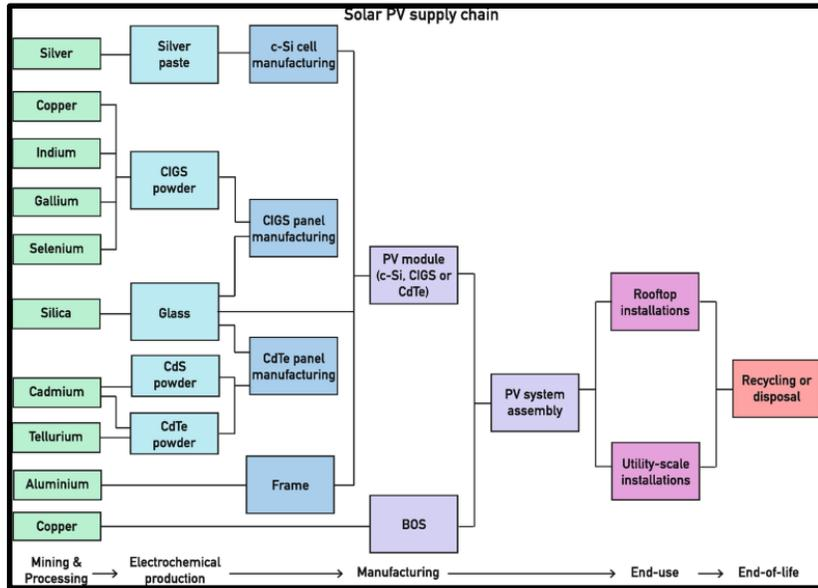 Solar PV supply chain
Silver
Silver
paste
c-Si cell
manufacturing
Copper
Indium
Gallium
Selenium
CIGS
powder
CIGS panel
manufacturing
PV module
(c-Si, CIGS or
CdTe)
Silica
Glass
CdTe panel
manufacturing
Cadmium
CdS
powder
Tellurium
CdTe
powder
Aluminium
Frame
Copper
BOS
PV system
assembly
Rooftop
installations
Utility-scale
installations
Recycling or
disposal
Mining &
Processing
Electrochemical
production
Manufacturing
End-use
End-of-life